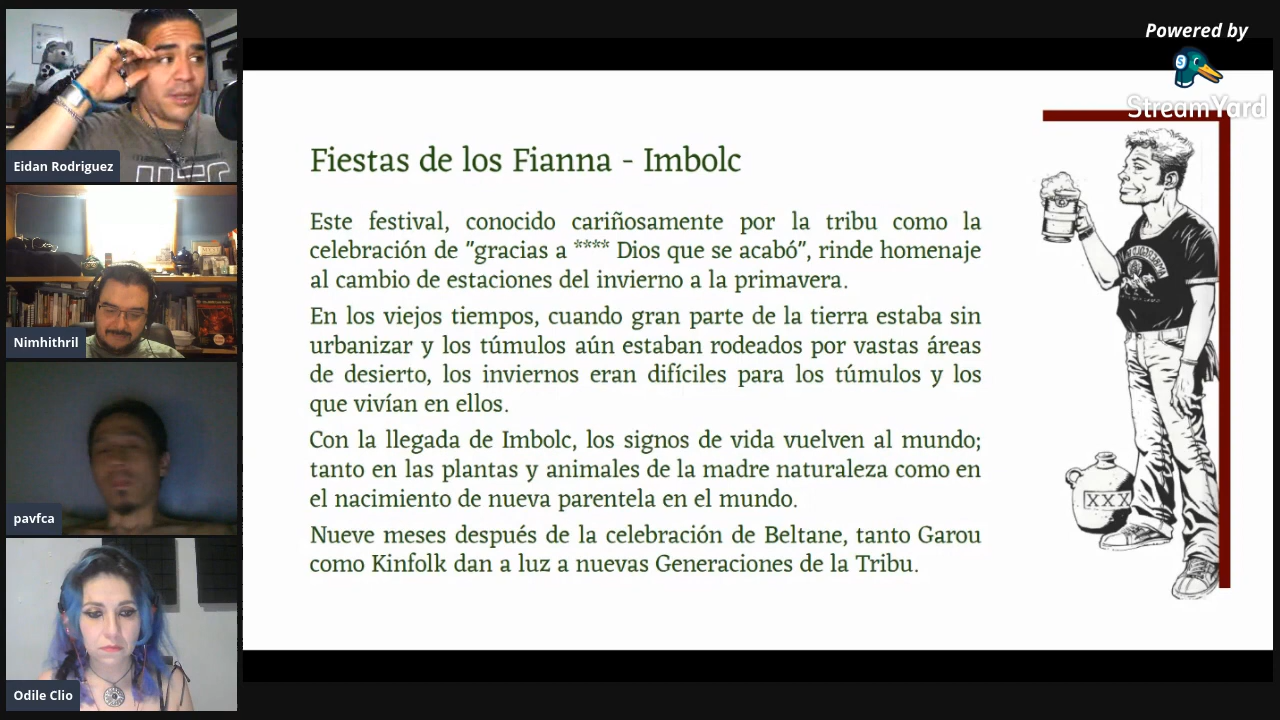 Powered by
StreamYard
Eidan Rodriguez
Nimhithril
pavfca
Odile Clio
Fiestas de los Fianna - Imbolc
Este festival, conocido cariñosamente por la tribu como la
celebración de "gracias a **** Dios que se acabó", rinde homenaje
al cambio de estaciones del invierno a la primavera.
En los viejos tiempos, cuando gran parte de la tierra estaba sin
urbanizar y los túmulos aún estaban rodeados por vastas áreas
de desierto, los inviernos eran difíciles para los túmulos y los
que vivían en ellos.
Con la llegada de Imbolc, los signos de vida vuelven al mundo;
tanto en las plantas y animales de la madre naturaleza como en
el nacimiento de nueva parentela en el mundo.
Nueve meses después de la celebración de Beltane, tanto Garou
como Kinfolk dan a luz a nuevas Generaciones de la Tribu.
XXX